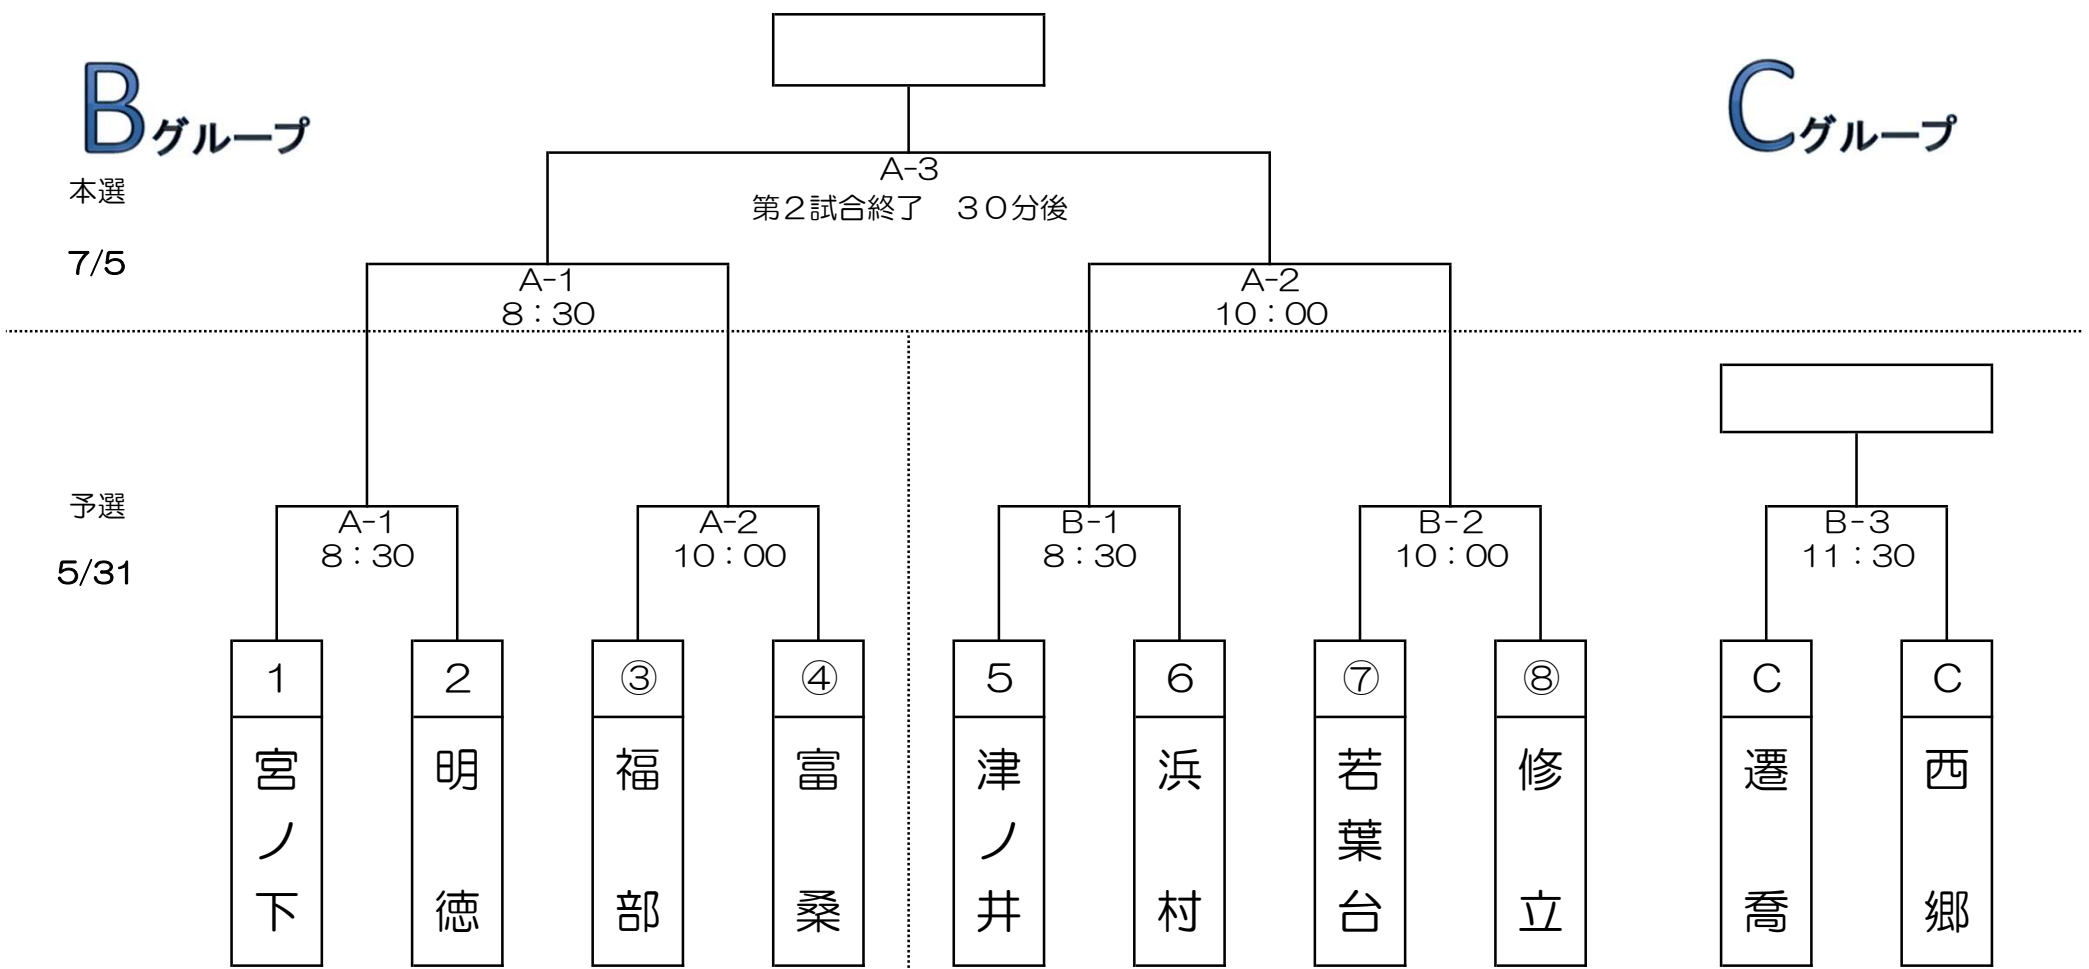 Bグループ
Cグループ
本選
7/5
A-3
第2試合終了　30分後
A-1
8:30
A-2
10:00
予選
5/31
A-1
8:30
A-2
10:00
B-1
8:30
B-2
10:00
B-3
11:30
1
宮ノ下
2
明徳
③
福部
④
富桑
5
津ノ井
6
浜村
⑦
若葉台
⑧
修立
C
遷喬
C
西郷